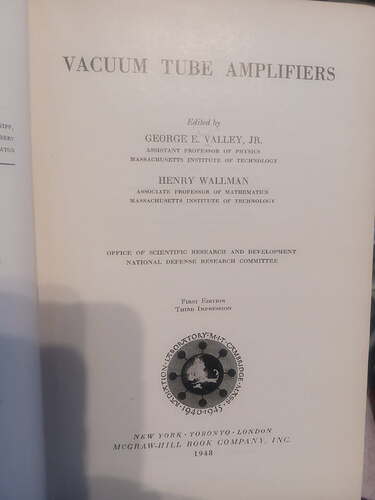 VACUUM TUBE AMPLIFIERS
Edited by
GEORGE E. VALLEY, JR.
ASSISTANT PROFESSOR OF PHYSICS
MASSACHUSETTS INSTITUTE OF TECHNOLOGY
HENRY WALLMAN
ASSOCIATE PROFESSOR OF MATHEMATICS
MASSACHUSETTS INSTITUTE OF TECHNOLOGY
OFFICE OF SCIENTIFIC RESEARCH AND DEVELOPMENT
NATIONAL DEFENSE RESEARCH COMMITTEE
FIRST EDITION
THIRD IMPRESSION
RADIATION·LABORATORY·M·I·T·CAMBRIDGE·MASS·
·1940-1945·
NEW YORK · TORONTO · LONDON
McGRAW-HILL BOOK COMPANY, INC.
1948